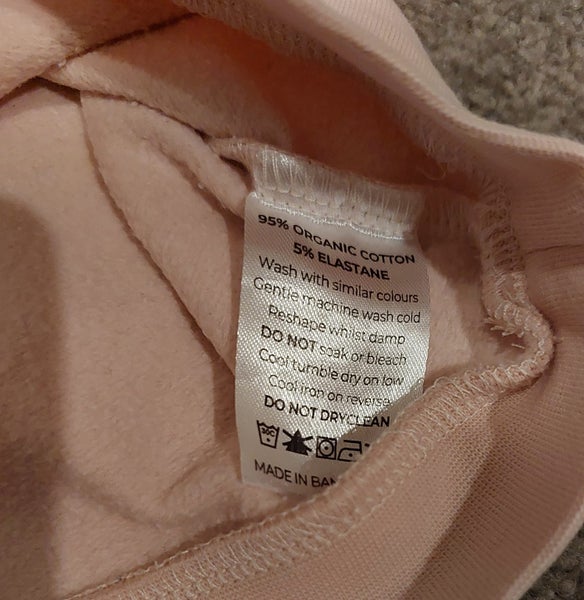 95% ORGANIC COTTON
5% ELASTANE
Wash with similar colours
Gentle machine wash cold
Reshape whilst damp
DO NOT soak or bleach
Cool tumble dry on low
Cool iron on reverse
DO NOT DRYCLEAN
30C
MADE IN